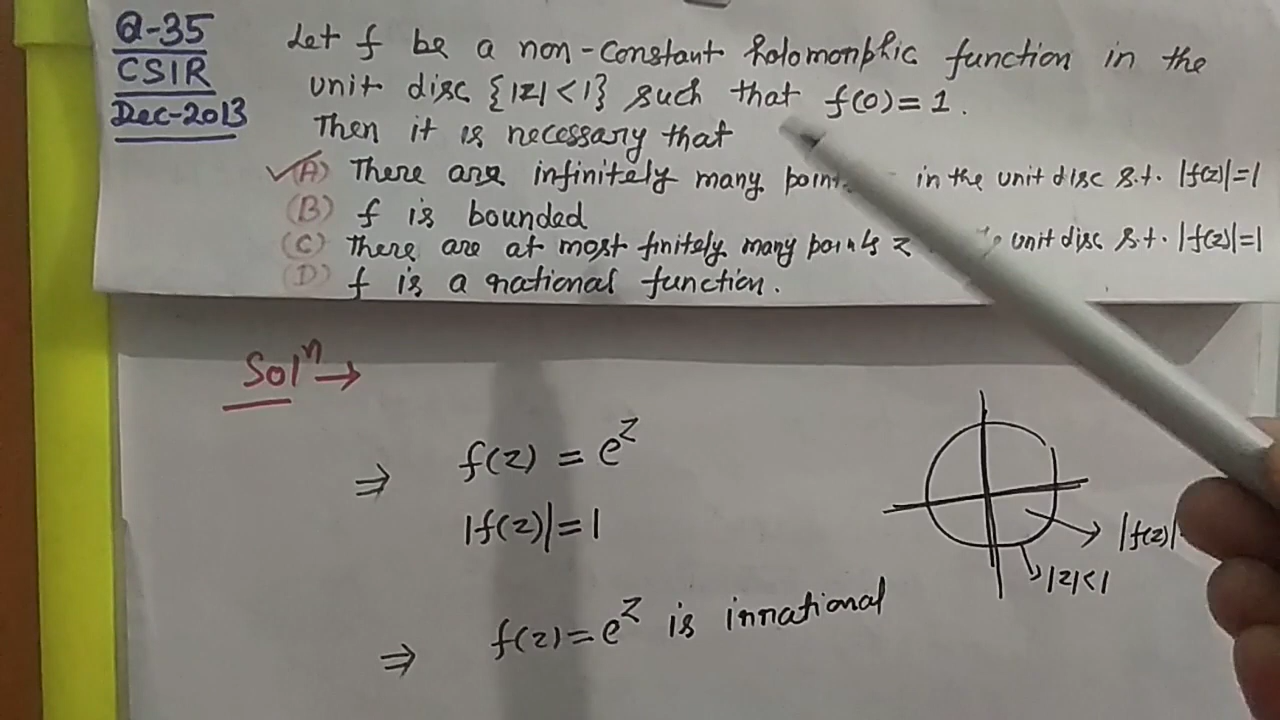 Q-35
CSIR
Dec-2013
Let f be a non-constant holomorphic function in the
unit disc {|z|<1} such that f(0)=1.
Then it is necessary that
(A) There are infinitely many in the unit disc s.t. |f(z)|=1
(B) f is bounded
(C) There are at most finitely many points z unit disc s.t. |f(z)|=1
(D) f is a rational function.
Solⁿ→
⇒ f(z) = e^z
|f(z)|=1
|f(z)|
|z|<1
⇒ f(z)=e^z is irrational